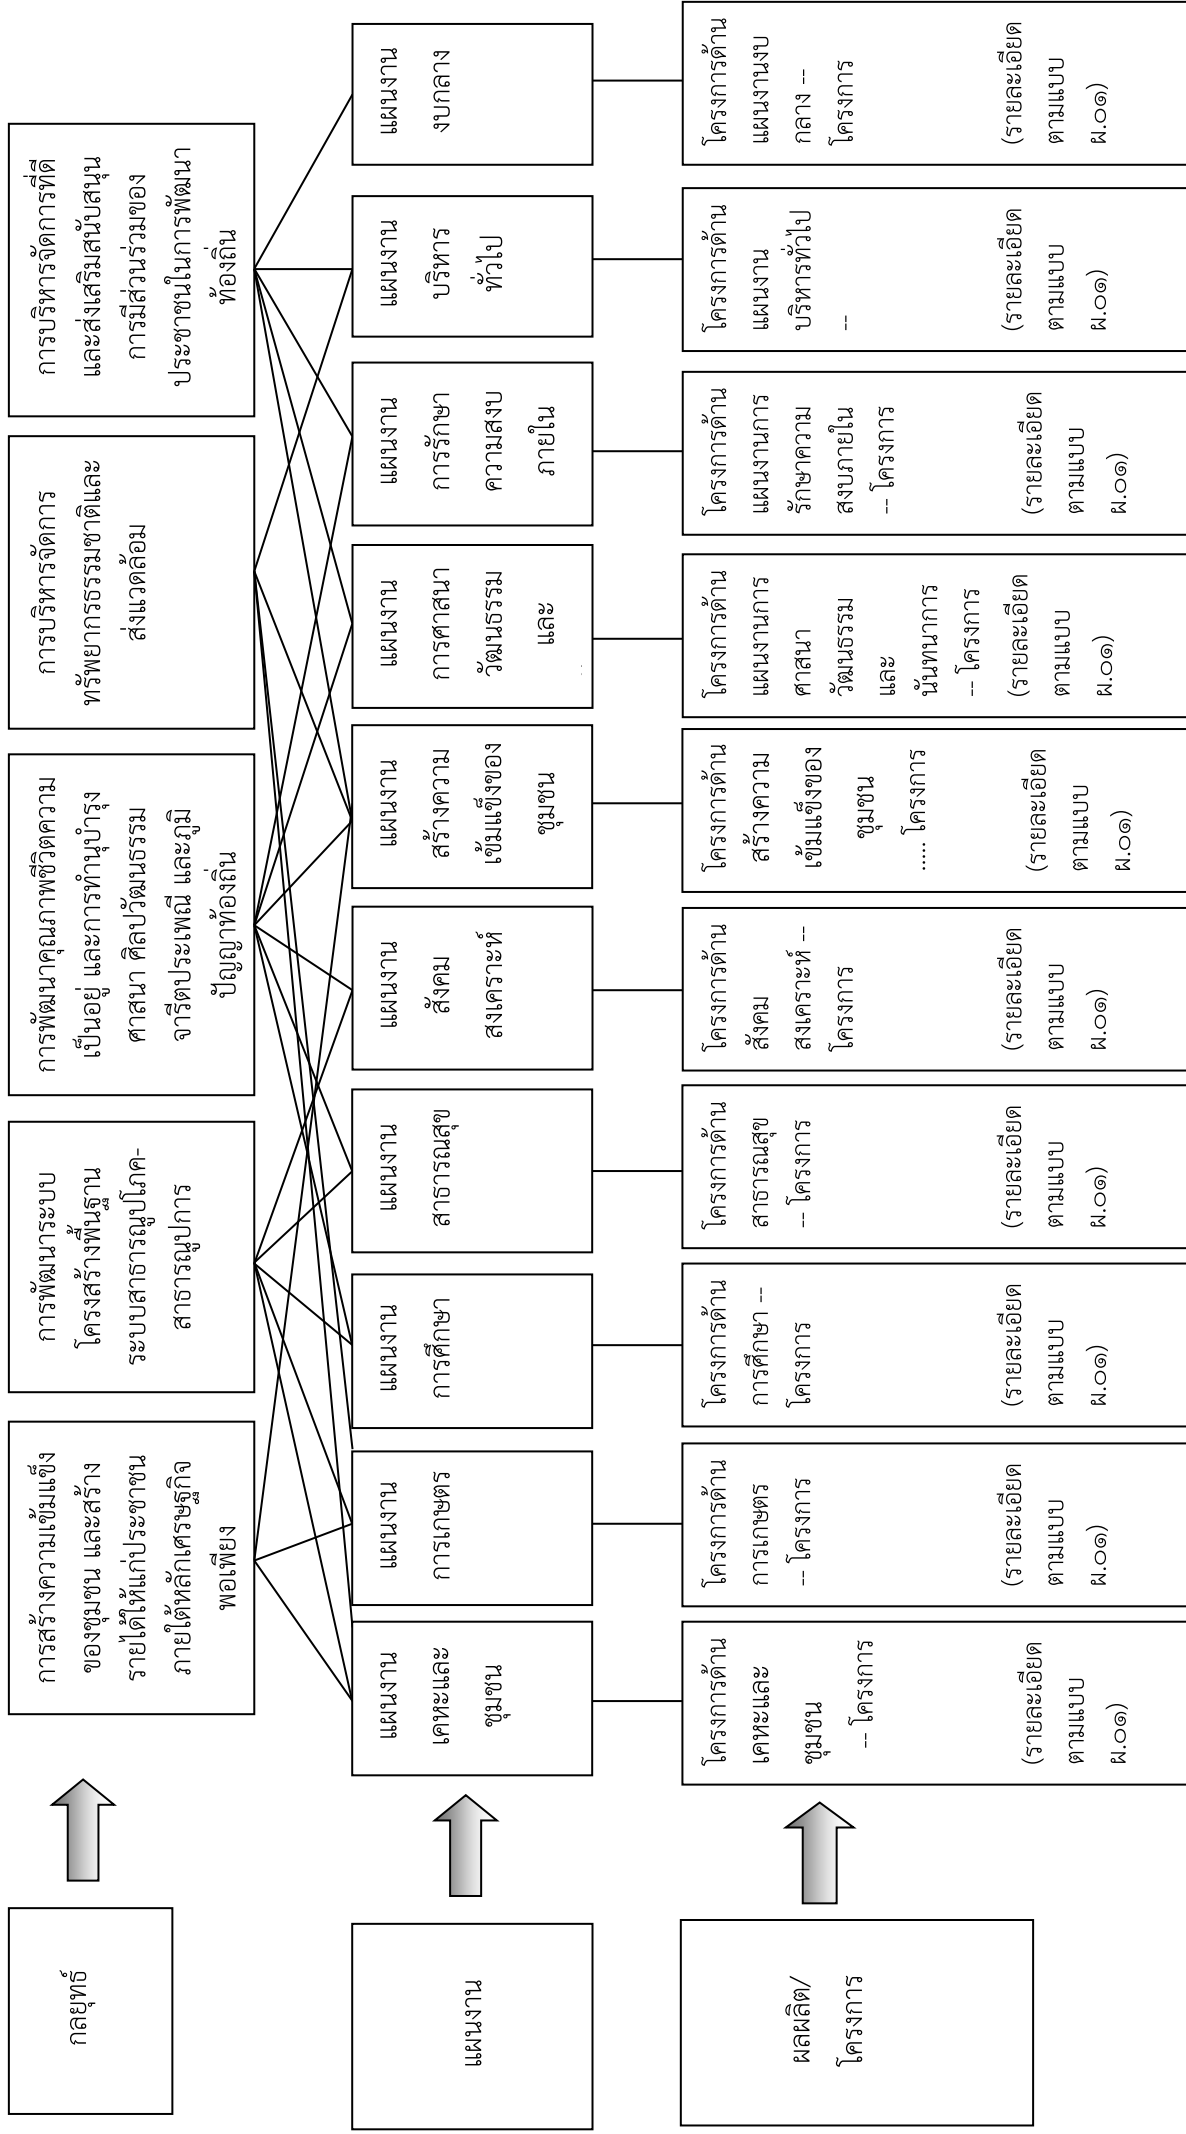 กลยุทธ์
การสร้างความเข้มแข็ง
ของชุมชน และสร้าง
รายได้ให้แก่ประชาชน
ภายใต้หลักเศรษฐกิจ
พอเพียง
การพัฒนาระบบ
โครงสร้างพื้นฐาน
ระบบสาธารณูปโภค-
สาธารณูปการ
การพัฒนาคุณภาพชีวิตความ
เป็นอยู่ และการทำนุบำรุง
ศาสนา ศิลปวัฒนธรรม
จารีตประเพณี และภูมิ
ปัญญาท้องถิ่น
การบริหารจัดการ
ทรัพยากรธรรมชาติและ
ส่งแวดล้อม
การบริหารจัดการที่ดี
และส่งเสริมสนับสนุน
การมีส่วนร่วมของ
ประชาชนในการพัฒนา
ท้องถิ่น
แผนงาน
แผนงาน
เคหะและ
ชุมชน
แผนงาน
การเกษตร
แผนงาน
การศึกษา
แผนงาน
สาธารณสุข
แผนงาน
สังคม
สงเคราะห์
แผนงาน
สร้างความ
เข้มแข็งของ
ชุมชน
แผนงาน
การศาสนา
วัฒนธรรม
และ
แผนงาน
การรักษา
ความสงบ
ภายใน
แผนงาน
บริหาร
ทั่วไป
แผนงาน
งบกลาง
ผลผลิต/
โครงการ
โครงการด้าน
เคหะและ
ชุมชน
-- โครงการ
(รายละเอียด
ตามแบบ
ผ.๐๑)
โครงการด้าน
การเกษตร
-- โครงการ
(รายละเอียด
ตามแบบ
ผ.๐๑)
โครงการด้าน
การศึกษา --
โครงการ
(รายละเอียด
ตามแบบ
ผ.๐๑)
โครงการด้าน
สาธารณสุข
-- โครงการ
(รายละเอียด
ตามแบบ
ผ.๐๑)
โครงการด้าน
สังคม
สงเคราะห์ --
โครงการ
(รายละเอียด
ตามแบบ
ผ.๐๑)
โครงการด้าน
สร้างความ
เข้มแข็งของ
ชุมชน
..... โครงการ
(รายละเอียด
ตามแบบ
ผ.๐๑)
โครงการด้าน
แผนงานการ
ศาสนา
วัฒนธรรม
และ
นันทนาการ
-- โครงการ
(รายละเอียด
ตามแบบ
ผ.๐๑)
โครงการด้าน
แผนงานการ
รักษาความ
สงบภายใน
-- โครงการ
(รายละเอียด
ตามแบบ
ผ.๐๑)
โครงการด้าน
แผนงาน
บริหารทั่วไป
--
(รายละเอียด
ตามแบบ
ผ.๐๑)
โครงการด้าน
แผนงานงบ
กลาง --
โครงการ
(รายละเอียด
ตามแบบ
ผ.๐๑)